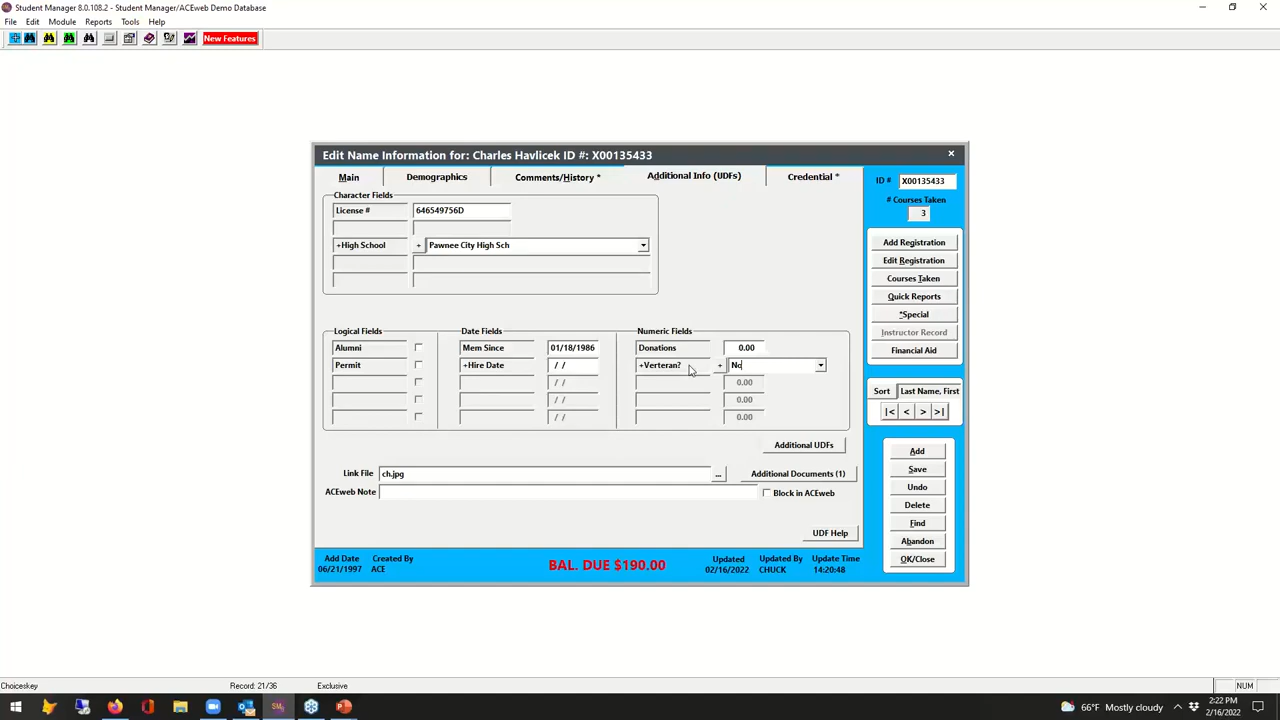 Student Manager 8.0.108.2 - Student Manager/ACEweb Demo Database
File Edit Module Reports Tools Help
New Features
Edit Name Information for: Charles Havlicek ID #: X00135433
Main Demographics Comments/History * Additional Info (UDFs) Credential *
ID # X00135433
# Courses Taken
3
Character Fields
License # 646549756D
+High School + Pawnee City High Sch
Add Registration
Edit Registration
Courses Taken
Quick Reports
*Special
Instructor Record
Financial Aid
Logical Fields Date Fields Numeric Fields
Alumni Mem Since 01/18/1986 Donations 0.00
Permit +Hire Date / / +Verteran? + No
/ / 0.00
/ / 0.00
/ / 0.00
Sort Last Name, First
|< < > >|
Additional UDFs
Link File ch.jpg ... Additional Documents (1)
ACEweb Note Block in ACEweb
UDF Help
Add
Save
Undo
Delete
Find
Abandon
OK/Close
Add Date Created By BAL. DUE $190.00 Updated Updated By Update Time
06/21/1997 ACE 02/16/2022 CHUCK 14:20:48
Choiceskey Record: 21/36 Exclusive NUM
66°F Mostly cloudy 2:22 PM
2/16/2022